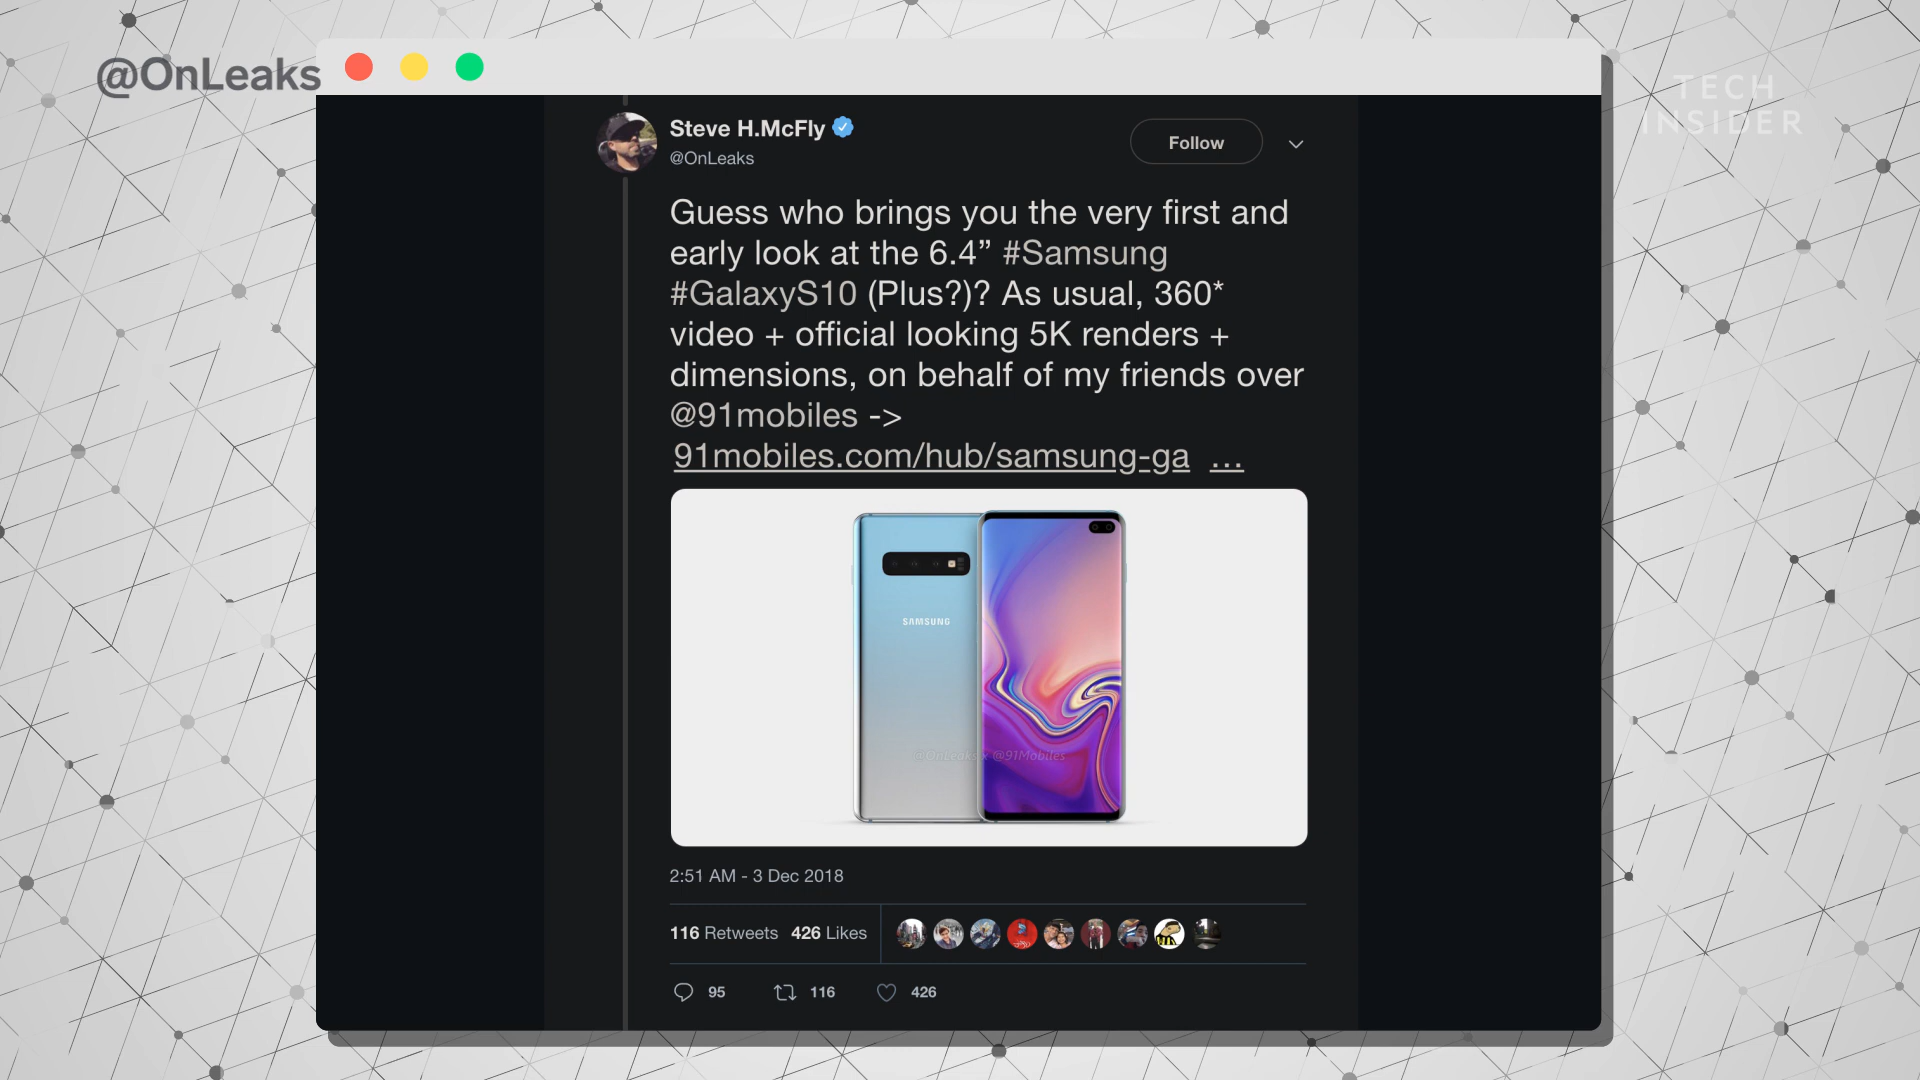 @OnLeaks
TECH
INSIDER
Steve H.McFly
@OnLeaks
Follow
Guess who brings you the very first and
early look at the 6.4” #Samsung
#GalaxyS10 (Plus?)? As usual, 360*
video + official looking 5K renders +
dimensions, on behalf of my friends over
@91mobiles ->
91mobiles.com/hub/samsung-ga …
SAMSUNG
@OnLeaks x @91Mobiles
2:51 AM - 3 Dec 2018
116 Retweets 426 Likes
95 116 426